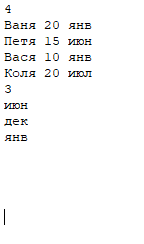 4
Ваня 20 янв
Петя 15 июн
Вася 10 янв
Коля 20 июл
3
июн
дек
янв